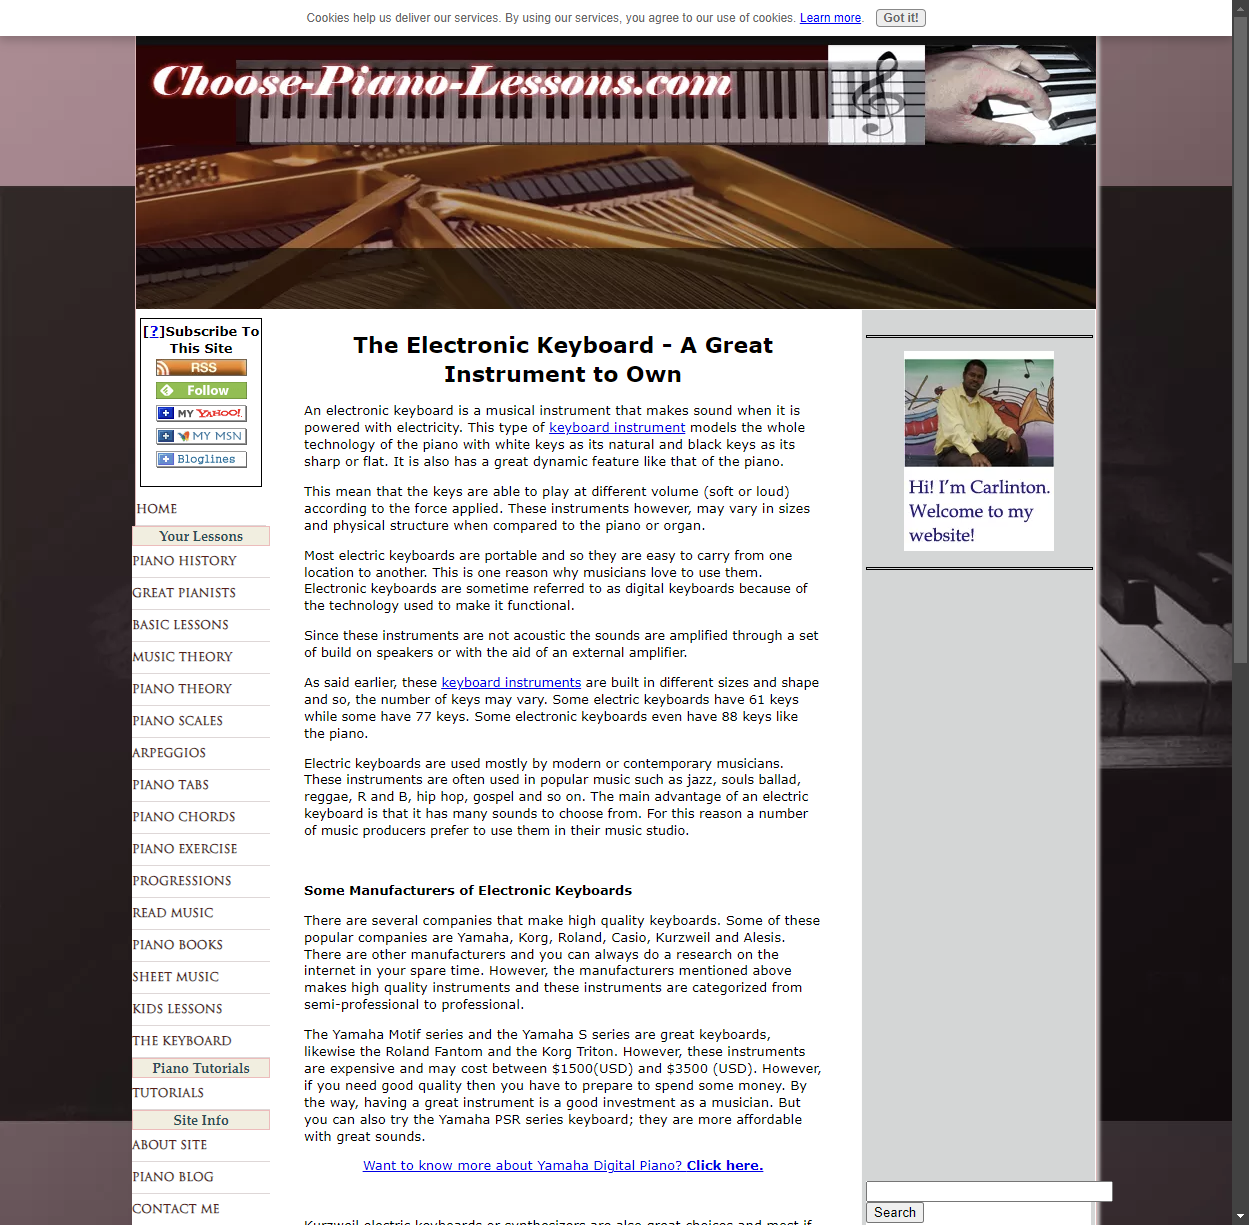 Cookies help us deliver our services. By using our services, you agree to our use of cookies. Learn more. Got it!
Choose-Piano-Lessons.com
[?]Subscribe To
This Site
RSS
Follow
MY YAHOO!
MY MSN
Bloglines
HOME
Your Lessons
PIANO HISTORY
GREAT PIANISTS
BASIC LESSONS
MUSIC THEORY
PIANO THEORY
PIANO SCALES
ARPEGGIOS
PIANO TABS
PIANO CHORDS
PIANO EXERCISE
PROGRESSIONS
READ MUSIC
PIANO BOOKS
SHEET MUSIC
KIDS LESSONS
THE KEYBOARD
Piano Tutorials
TUTORIALS
Site Info
ABOUT SITE
PIANO BLOG
CONTACT ME
The Electronic Keyboard - A Great
Instrument to Own
An electronic keyboard is a musical instrument that makes sound when it is
powered with electricity. This type of keyboard instrument models the whole
technology of the piano with white keys as its natural and black keys as its
sharp or flat. It is also has a great dynamic feature like that of the piano.
This mean that the keys are able to play at different volume (soft or loud)
according to the force applied. These instruments however, may vary in sizes
and physical structure when compared to the piano or organ.
Most electric keyboards are portable and so they are easy to carry from one
location to another. This is one reason why musicians love to use them.
Electronic keyboards are sometime referred to as digital keyboards because of
the technology used to make it functional.
Since these instruments are not acoustic the sounds are amplified through a set
of build on speakers or with the aid of an external amplifier.
As said earlier, these keyboard instruments are built in different sizes and shape
and so, the number of keys may vary. Some electric keyboards have 61 keys
while some have 77 keys. Some electronic keyboards even have 88 keys like
the piano.
Electric keyboards are used mostly by modern or contemporary musicians.
These instruments are often used in popular music such as jazz, souls ballad,
reggae, R and B, hip hop, gospel and so on. The main advantage of an electric
keyboard is that it has many sounds to choose from. For this reason a number
of music producers prefer to use them in their music studio.
Some Manufacturers of Electronic Keyboards
There are several companies that make high quality keyboards. Some of these
popular companies are Yamaha, Korg, Roland, Casio, Kurzweil and Alesis.
There are other manufacturers and you can always do a research on the
internet in your spare time. However, the manufacturers mentioned above
makes high quality instruments and these instruments are categorized from
semi-professional to professional.
The Yamaha Motif series and the Yamaha S series are great keyboards,
likewise the Roland Fantom and the Korg Triton. However, these instruments
are expensive and may cost between $1500(USD) and $3500 (USD). However,
if you need good quality then you have to prepare to spend some money. By
the way, having a great instrument is a good investment as a musician. But
you can also try the Yamaha PSR series keyboard; they are more affordable
with great sounds.
Want to know more about Yamaha Digital Piano? Click here.
Kurzweil electric keyboards or synthesizers are also great choices and most if
Hi! I'm Carlinton.
Welcome to my
website!
Search